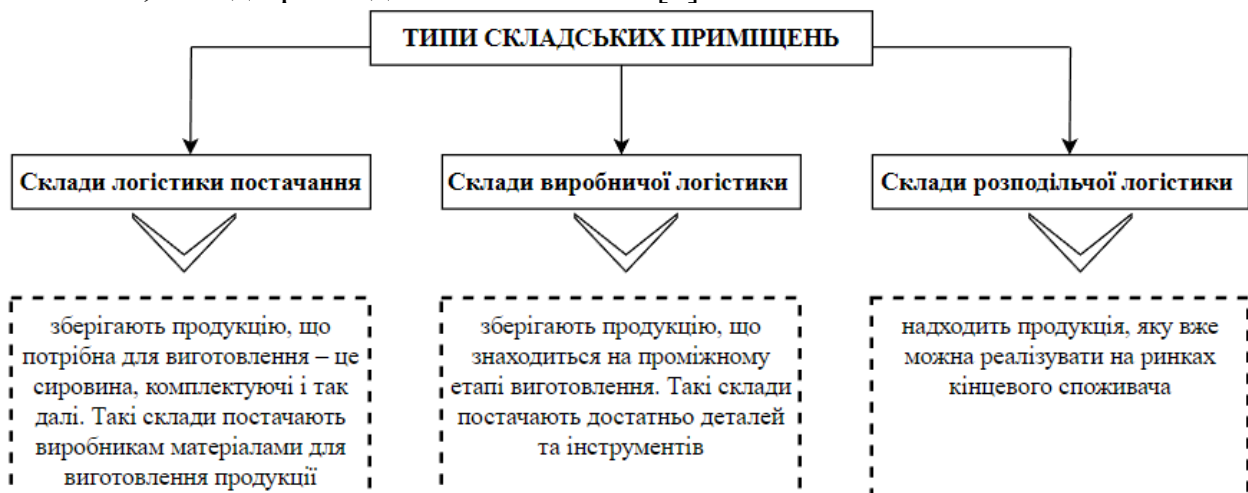 ТИПИ СКЛАДСЬКИХ ПРИМІЩЕНЬ
Склади логістики постачання
зберігають продукцію, що
потрібна для виготовлення – це
сировина, комплектуючі і так
далі. Такі склади постачають
виробникам матеріалами для
виготовлення продукції
Склади виробничої логістики
зберігають продукцію, що
знаходиться на проміжному
етапі виготовлення. Такі склади
постачають достатньо деталей
та інструментів
Склади розподільчої логістики
надходить продукція, яку вже
можна реалізувати на ринках
кінцевого споживача